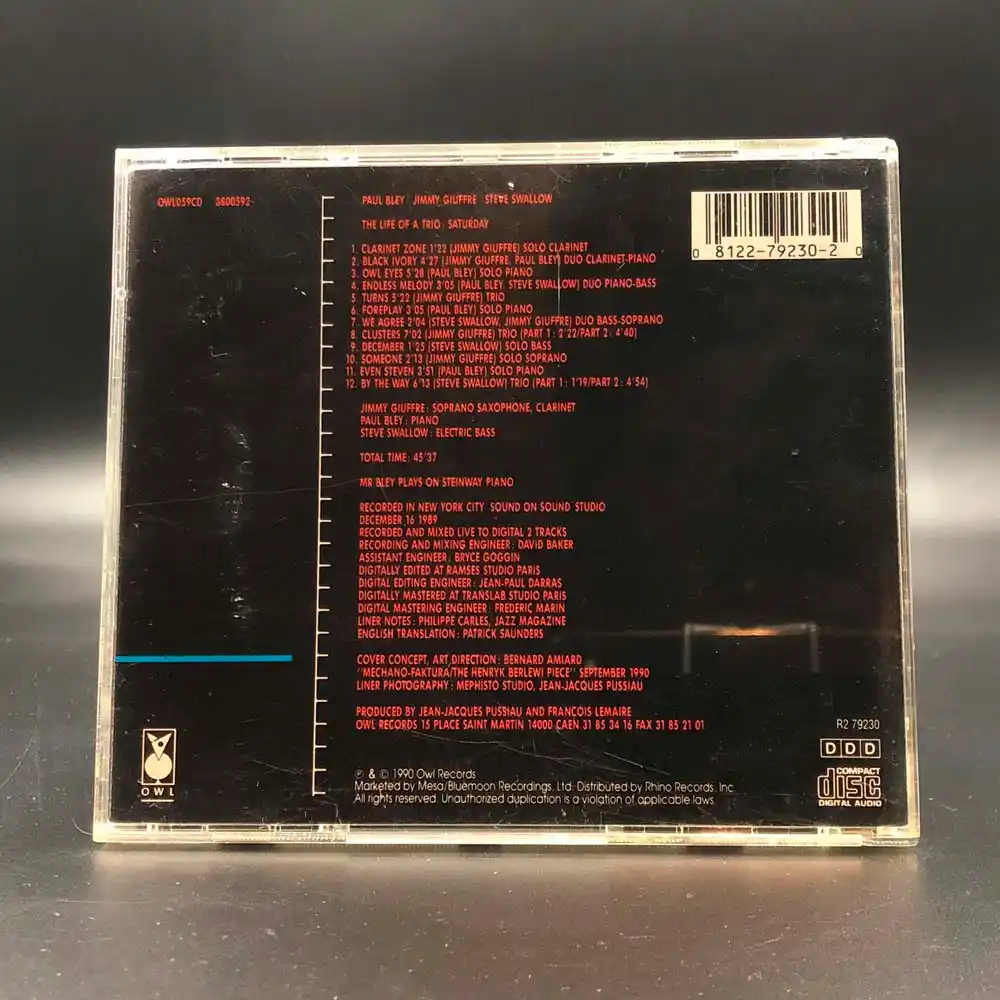 OWL059CD 3800592
PAUL BLEY JIMMY GIUFFRE STEVE SWALLOW
THE LIFE OF A TRIO : SATURDAY
1. CLARINET ZONE 1'22 (JIMMY GIUFFRE) SOLO CLARINET
2. BLACK IVORY 4'27 (JIMMY GIUFFRE, PAUL BLEY) DUO CLARINET-PIANO
3. OWL EYES 5'28 (PAUL BLEY) SOLO PIANO
4. ENDLESS MELODY 3'05 (PAUL BLEY, STEVE SWALLOW) DUO PIANO-BASS
5. TURNS 5'22 (JIMMY GIUFFRE) TRIO
6. FOREPLAY 3'05 (PAUL BLEY) SOLO PIANO
7. WE AGREE 2'04 (STEVE SWALLOW, JIMMY GIUFFRE) DUO BASS-SOPRANO
8. CLUSTERS 7'02 (JIMMY GIUFFRE) TRIO (PART 1 : 2'22/PART 2 : 4'40)
9. DECEMBER 1'25 (STEVE SWALLOW) SOLO BASS
10. SOMEONE 2'13 (JIMMY GIUFFRE) SOLO SOPRANO
11. EVEN STEVEN 3'51 (PAUL BLEY) SOLO PIANO
12. BY THE WAY 6'13 (STEVE SWALLOW) TRIO (PART 1 : 1'19/PART 2 : 4'54)
JIMMY GIUFFRE : SOPRANO SAXOPHONE, CLARINET
PAUL BLEY : PIANO
STEVE SWALLOW : ELECTRIC BASS
TOTAL TIME : 45'37
MR BLEY PLAYS ON STEINWAY PIANO
RECORDED IN NEW YORK CITY SOUND ON SOUND STUDIO
DECEMBER 16 1989
RECORDED AND MIXED LIVE TO DIGITAL 2 TRACKS
RECORDING AND MIXING ENGINEER : DAVID BAKER
ASSISTANT ENGINEER : BRYCE GOGGIN
DIGITALLY EDITED AT RAMSES STUDIO PARIS
DIGITAL EDITING ENGINEER : JEAN-PAUL DARRAS
DIGITALLY MASTERED AT TRANSLAB STUDIO PARIS
DIGITAL MASTERING ENGINEER : FREDERIC MARIN
LINER NOTES : PHILIPPE CARLES, JAZZ MAGAZINE
ENGLISH TRANSLATION : PATRICK SAUNDERS
COVER CONCEPT, ART DIRECTION : BERNARD AMIARD
"MECHANO-FAKTURA/THE HENRYK BERLEWI PIECE" SEPTEMBER 1990
LINER PHOTOGRAPHY : MEPHISTO STUDIO, JEAN-JACQUES PUSSIAU
PRODUCED BY JEAN-JACQUES PUSSIAU AND FRANCOIS LEMAIRE
OWL RECORDS 15 PLACE SAINT MARTIN 14000 CAEN 31 85 34 16 FAX 31 85 21 01
℗ & © 1990 Owl Records
Marketed by Mesa/Bluemoon Recordings, Ltd. Distributed by Rhino Records, Inc.
All rights reserved. Unauthorized duplication is a violation of applicable laws.
OWL
0 8122-79230-2 0
R2 79230
DDD
COMPACT
disc
DIGITAL AUDIO